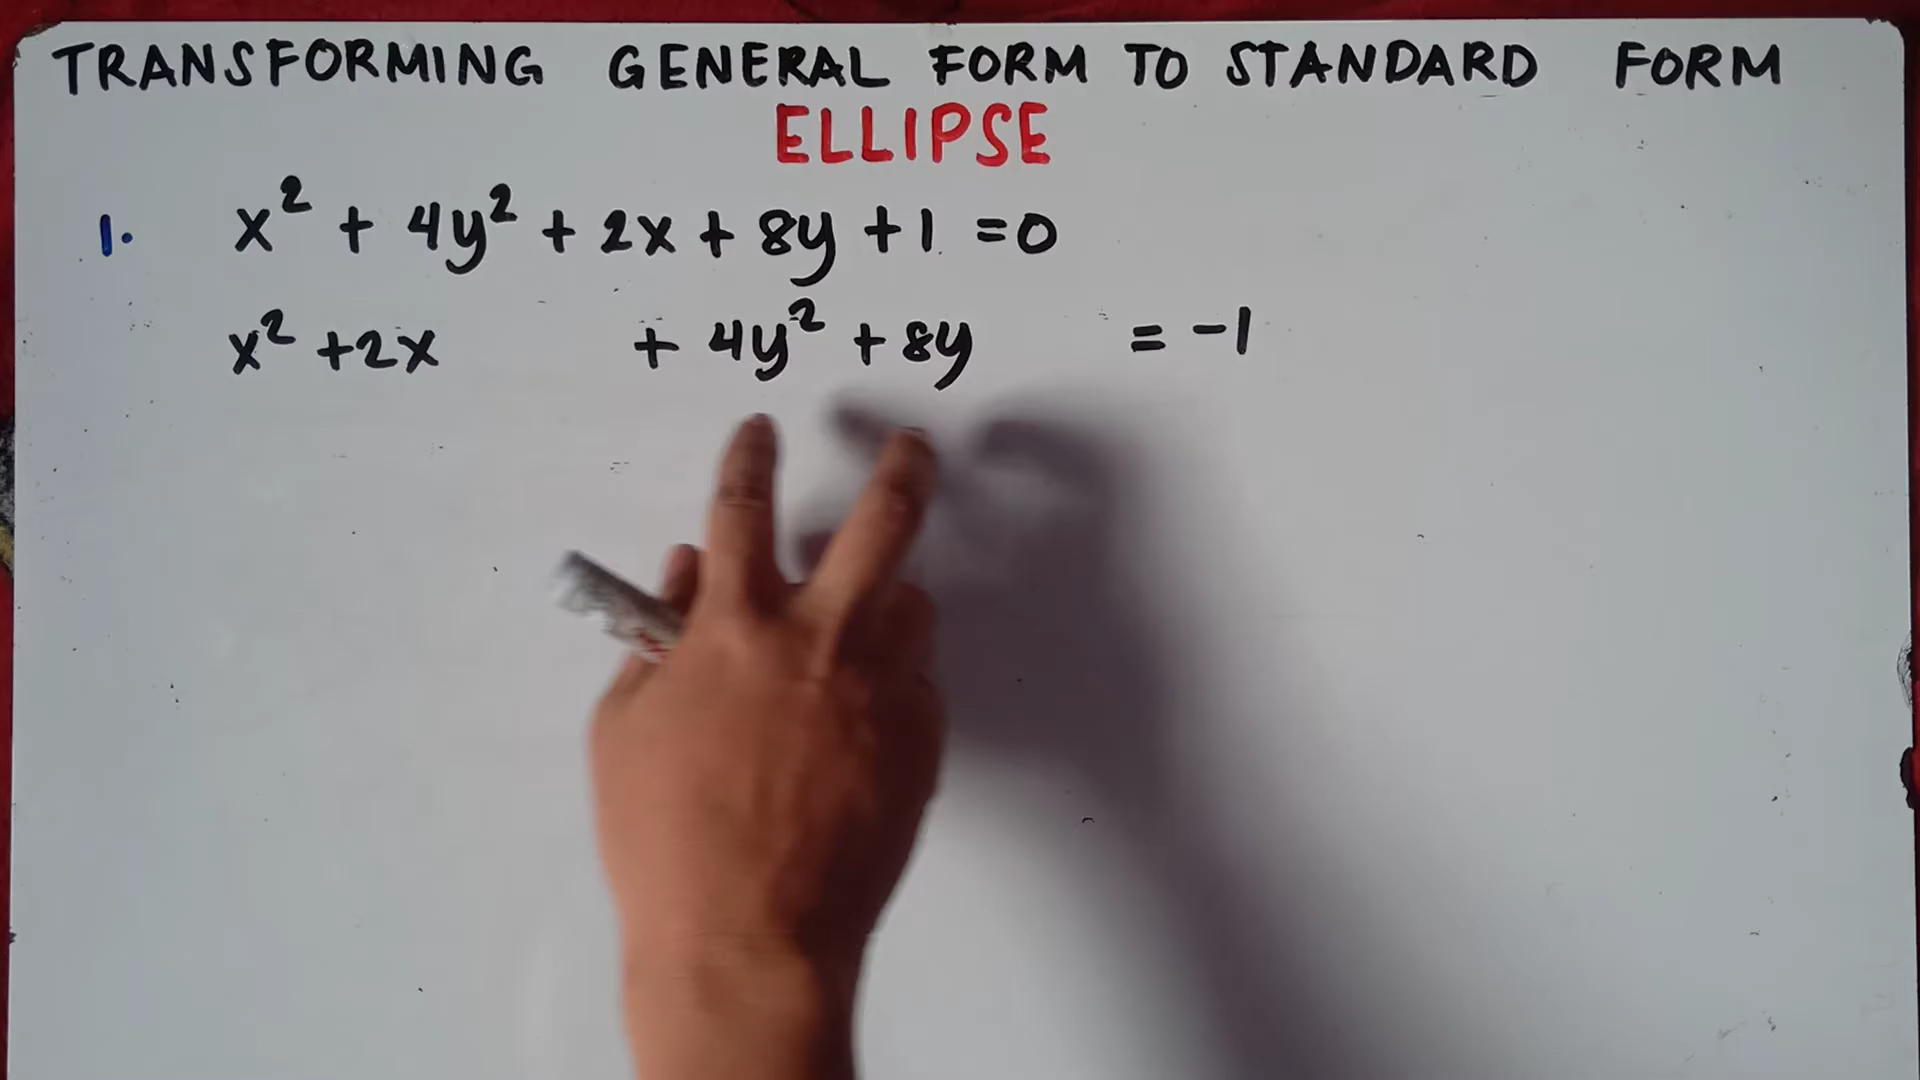 TRANSFORMING GENERAL FORM TO STANDARD FORM
ELLIPSE
1. x² + 4y² + 2x + 8y + 1 = 0
x² + 2x + 4y² + 8y = -1